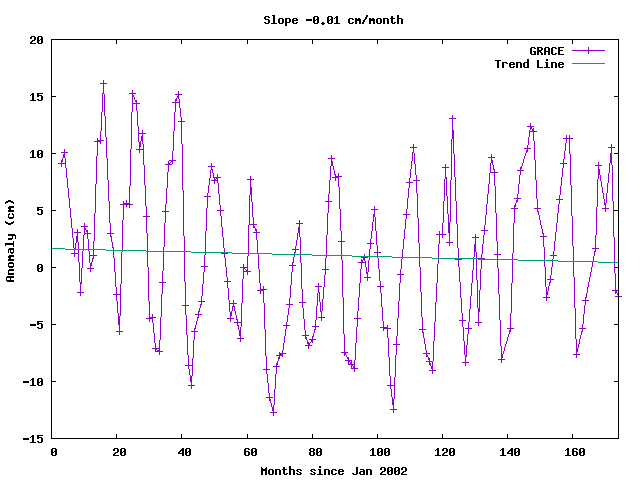 Slope -0.01 cm/month
GRACE
Trend Line
20
15
10
5
0
-5
-10
-15
Anomaly (cm)
0 20 40 60 80 100 120 140 160
Months since Jan 2002